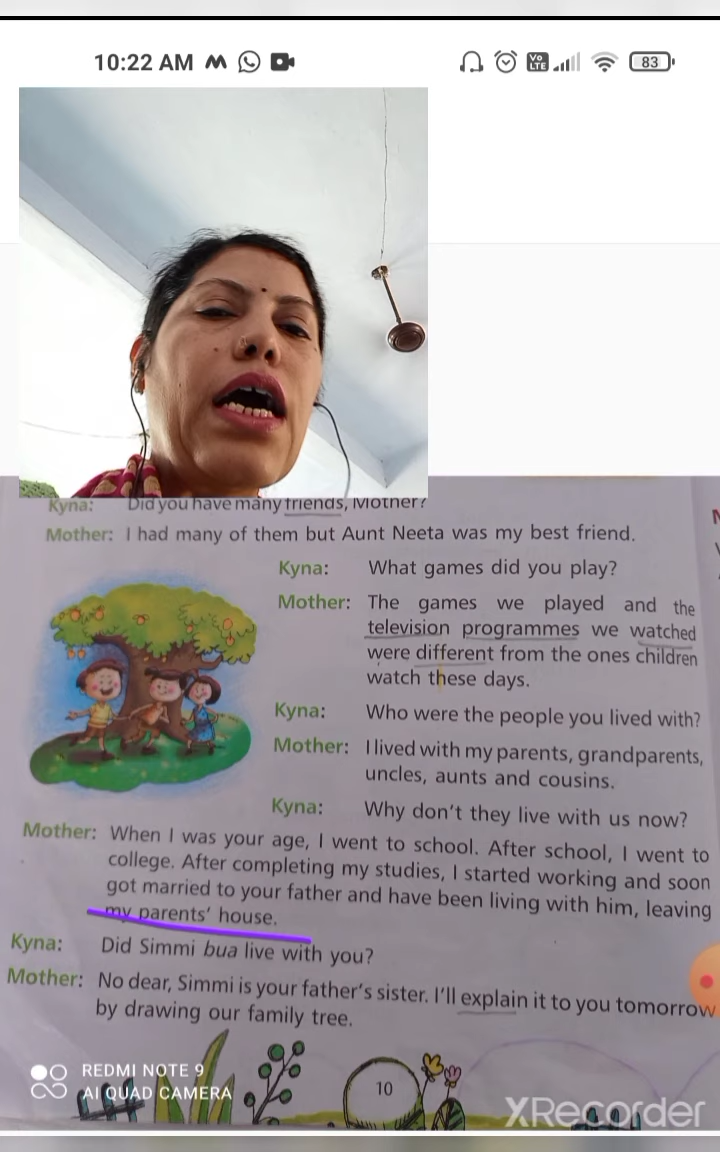 10:22 AM
Vo LTE
83
Kyna: Did you have many friends, Mother?
Mother: I had many of them but Aunt Neeta was my best friend.
Kyna: What games did you play?
Mother: The games we played and the
television programmes we watched
were different from the ones children
watch these days.
Kyna: Who were the people you lived with?
Mother: I lived with my parents, grandparents,
uncles, aunts and cousins.
Kyna: Why don't they live with us now?
Mother: When I was your age, I went to school. After school, I went to
college. After completing my studies, I started working and soon
got married to your father and have been living with him, leaving
my parents' house.
Kyna: Did Simmi bua live with you?
Mother: No dear, Simmi is your father's sister. I'll explain it to you tomorrow
by drawing our family tree.
REDMI NOTE 9
AI QUAD CAMERA
10
XRecorder